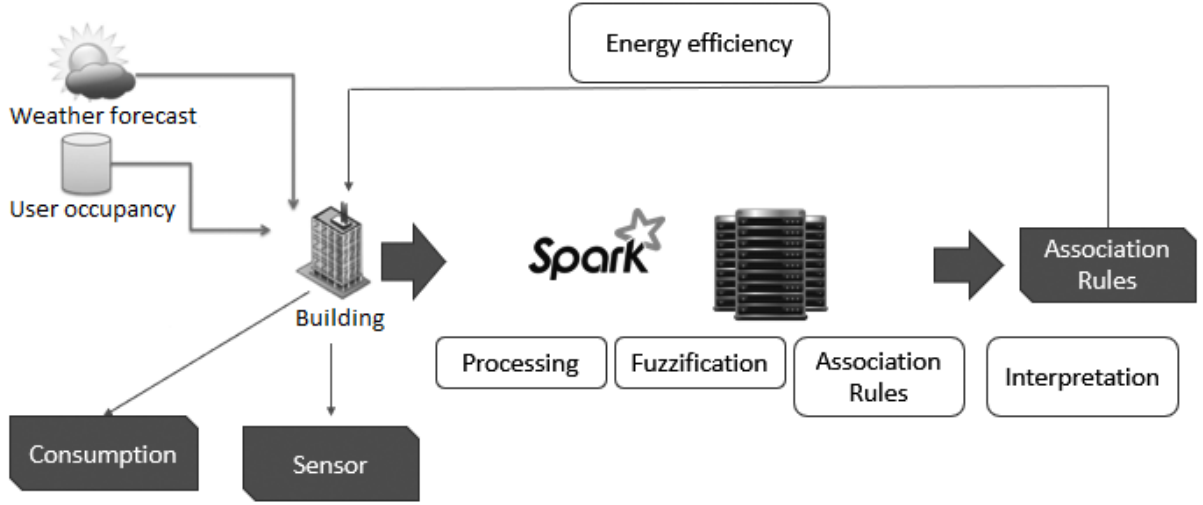 Energy efficiency
Weather forecast
User occupancy
Spark
Association
Rules
Building
Processing
Fuzzification
Association
Rules
Interpretation
Consumption
Sensor